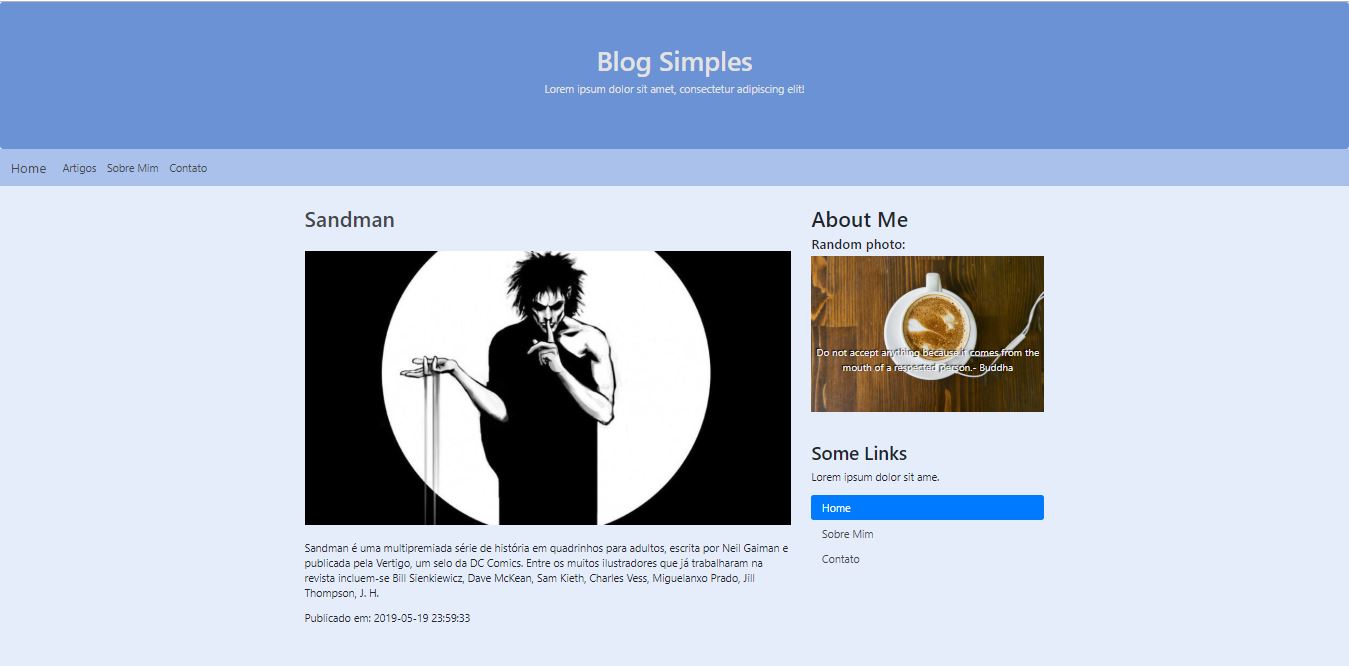 Blog Simples
Lorem ipsum dolor sit amet, consectetur adipiscing elit!
Home Artigos Sobre Mim Contato
Sandman
Sandman é uma multipremiada série de história em quadrinhos para adultos, escrita por Neil Gaiman e
publicada pela Vertigo, um selo da DC Comics. Entre os muitos ilustradores que já trabalharam na
revista incluem-se Bill Sienkiewicz, Dave McKean, Sam Kieth, Charles Vess, Miguelanxo Prado, Jill
Thompson, J. H.
Publicado em: 2019-05-19 23:59:33
About Me
Random photo:
Do not accept anything because it comes from the
mouth of a respected person.- Buddha
Some Links
Lorem ipsum dolor sit ame.
Home
Sobre Mim
Contato